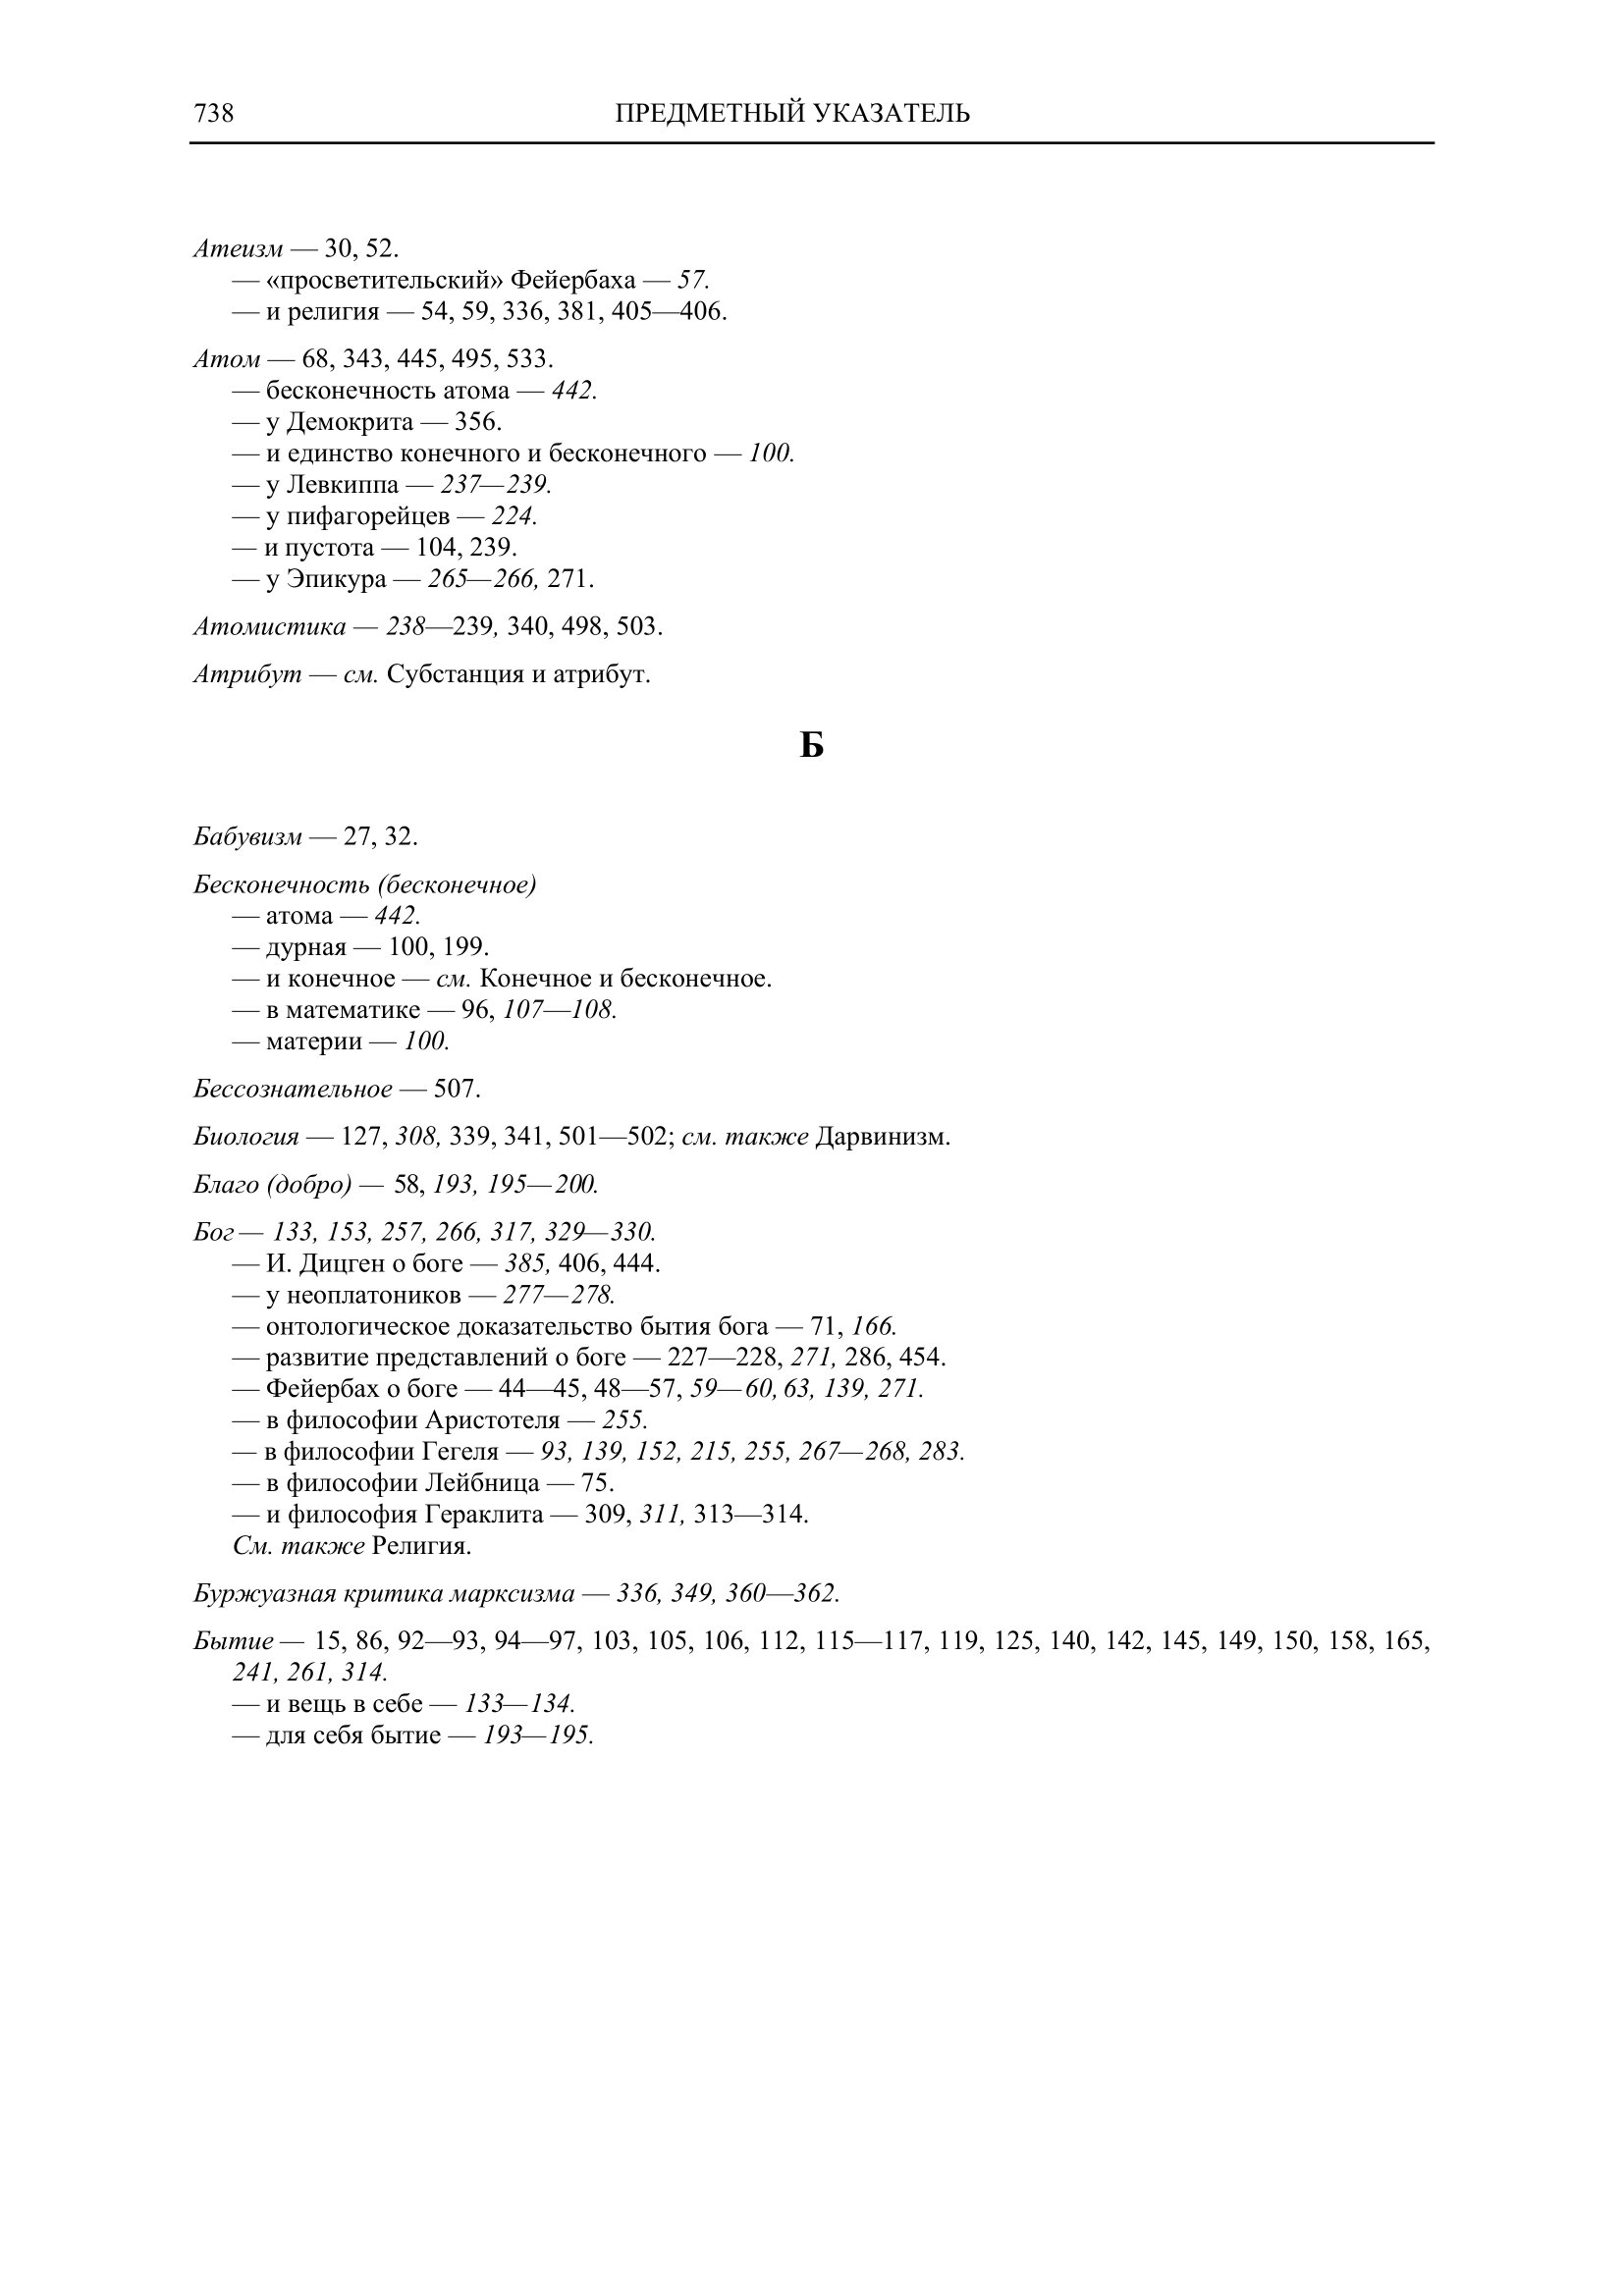 738
ПРЕДМЕТНЫЙ УКАЗАТЕЛЬ
Атеизм — 30, 52.
— «просветительский» Фейербаха — 57.
— и религия — 54, 59, 336, 381, 405—406.
Атом — 68, 343, 445, 495, 533.
— бесконечность атома — 442.
— у Демокрита — 356.
— и единство конечного и бесконечного — 100.
— у Левкиппа — 237—239.
— у пифагорейцев — 224.
— и пустота — 104, 239.
— у Эпикура — 265—266, 271.
Атомистика — 238—239, 340, 498, 503.
Атрибут — см. Субстанция и атрибут.
Б
Бабувизм — 27, 32.
Бесконечность (бесконечное)
— атома — 442.
— дурная — 100, 199.
— и конечное — см. Конечное и бесконечное.
— в математике — 96, 107—108.
— материи — 100.
Бессознательное — 507.
Биология — 127, 308, 339, 341, 501—502; см. также Дарвинизм.
Благо (добро) — 58, 193, 195—200.
Бог — 133, 153, 257, 266, 317, 329—330.
— И. Дицген о боге — 385, 406, 444.
— у неоплатоников — 277—278.
— онтологическое доказательство бытия бога — 71, 166.
— развитие представлений о боге — 227—228, 271, 286, 454.
— Фейербах о боге — 44—45, 48—57, 59—60, 63, 139, 271.
— в философии Аристотеля — 255.
— в философии Гегеля — 93, 139, 152, 215, 255, 267—268, 283.
— в философии Лейбница — 75.
— и философия Гераклита — 309, 311, 313—314.
См. также Религия.
Буржуазная критика марксизма — 336, 349, 360—362.
Бытие — 15, 86, 92—93, 94—97, 103, 105, 106, 112, 115—117, 119, 125, 140, 142, 145, 149, 150, 158, 165,
241, 261, 314.
— и вещь в себе — 133—134.
— для себя бытие — 193—195.